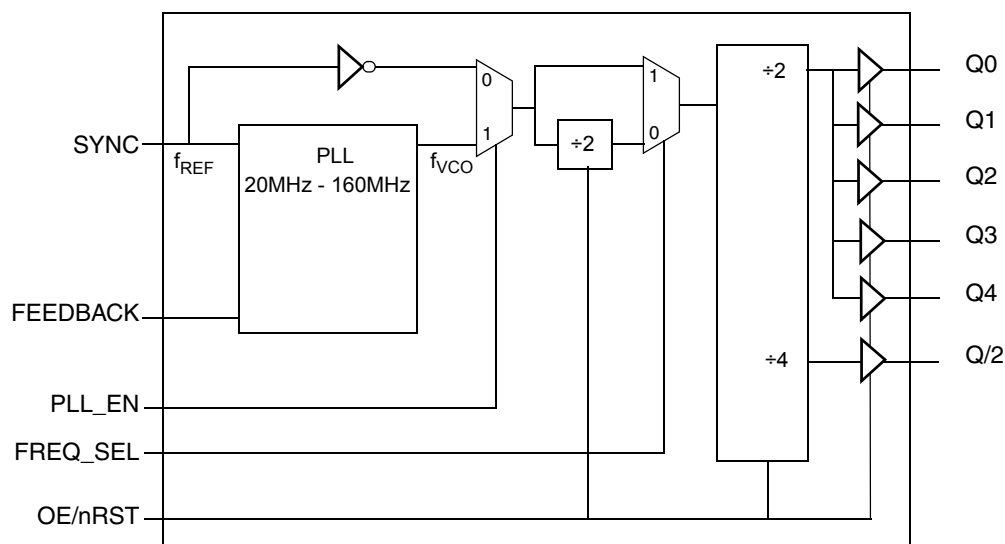 SYNC
FEEDBACK
PLL_EN
FREQ_SEL
OE/nRST
fREF
PLL
20MHz - 160MHz
fVCO
0
1
÷2
1
0
÷2
÷4
Q0
Q1
Q2
Q3
Q4
Q/2